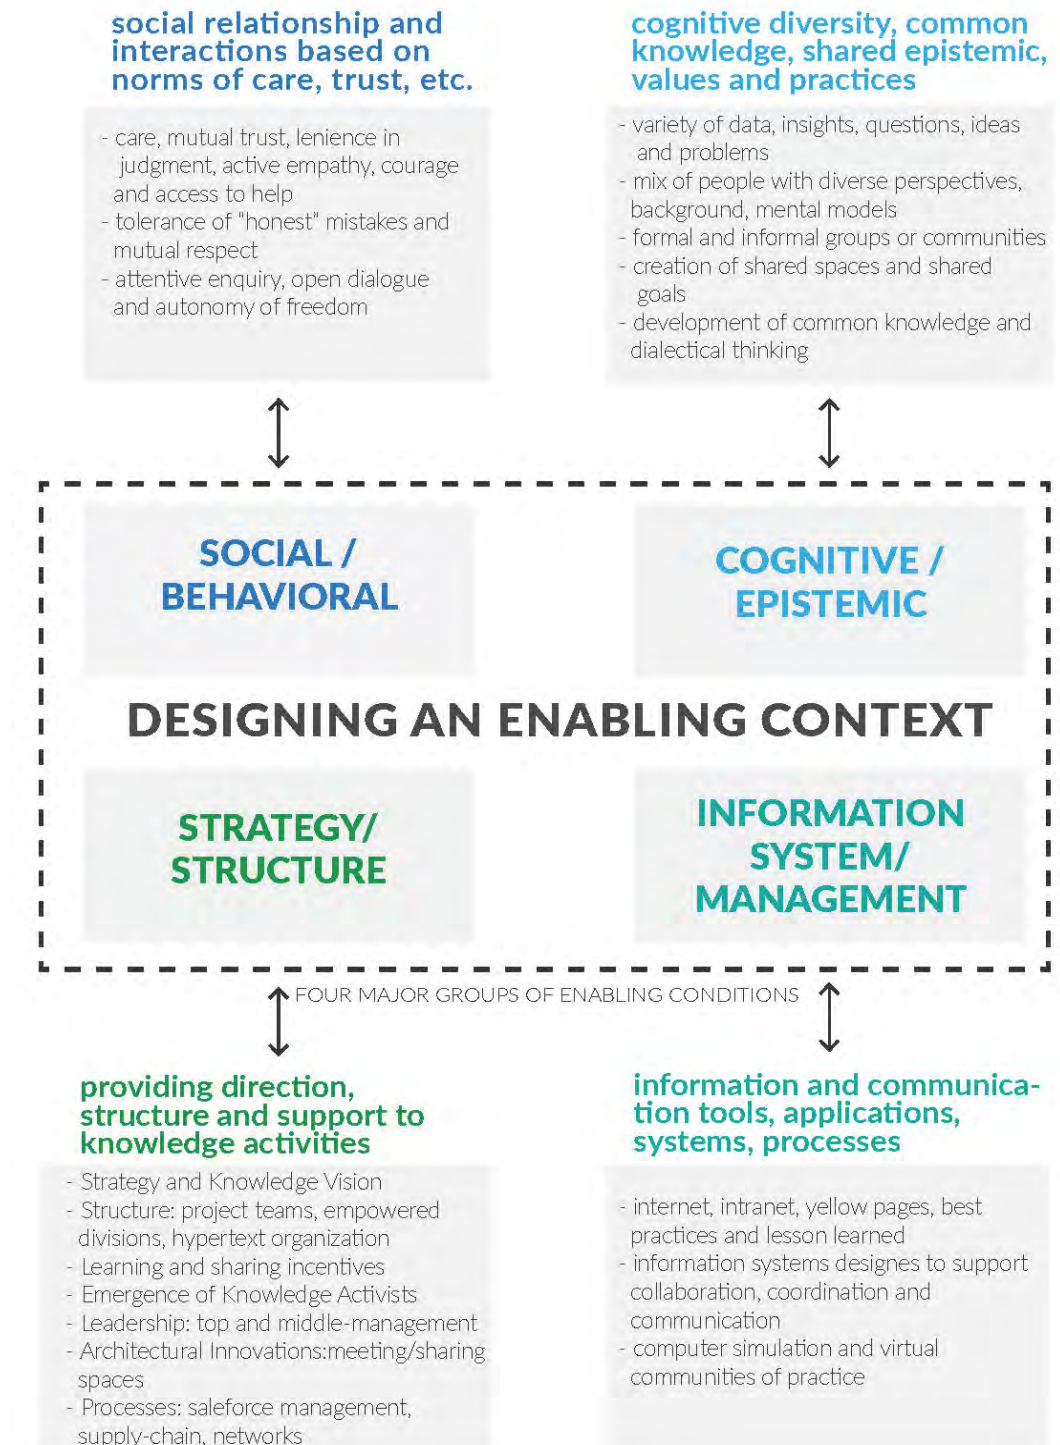 social relationship and
interactions based on
norms of care, trust, etc.
- care, mutual trust, lenience in
judgment, active empathy, courage
and access to help
- tolerance of "honest" mistakes and
mutual respect
- attentive enquiry, open dialogue
and autonomy of freedom
cognitive diversity, common
knowledge, shared epistemic,
values and practices
- variety of data, insights, questions, ideas
and problems
- mix of people with diverse perspectives,
background, mental models
- formal and informal groups or communities
- creation of shared spaces and shared
goals
- development of common knowledge and
dialectical thinking
SOCIAL /
BEHAVIORAL
COGNITIVE /
EPISTEMIC
DESIGNING AN ENABLING CONTEXT
STRATEGY/
STRUCTURE
INFORMATION
SYSTEM/
MANAGEMENT
FOUR MAJOR GROUPS OF ENABLING CONDITIONS
providing direction,
structure and support to
knowledge activities
- Strategy and Knowledge Vision
- Structure: project teams, empowered
divisions, hypertext organization
- Learning and sharing incentives
- Emergence of Knowledge Activists
- Leadership: top and middle-management
- Architectural Innovations:meeting/sharing
spaces
- Processes: saleforce management,
supply-chain, networks
information and communica-
tion tools, applications,
systems, processes
- internet, intranet, yellow pages, best
practices and lesson learned
- information systems designes to support
collaboration, coordination and
communication
- computer simulation and virtual
communities of practice